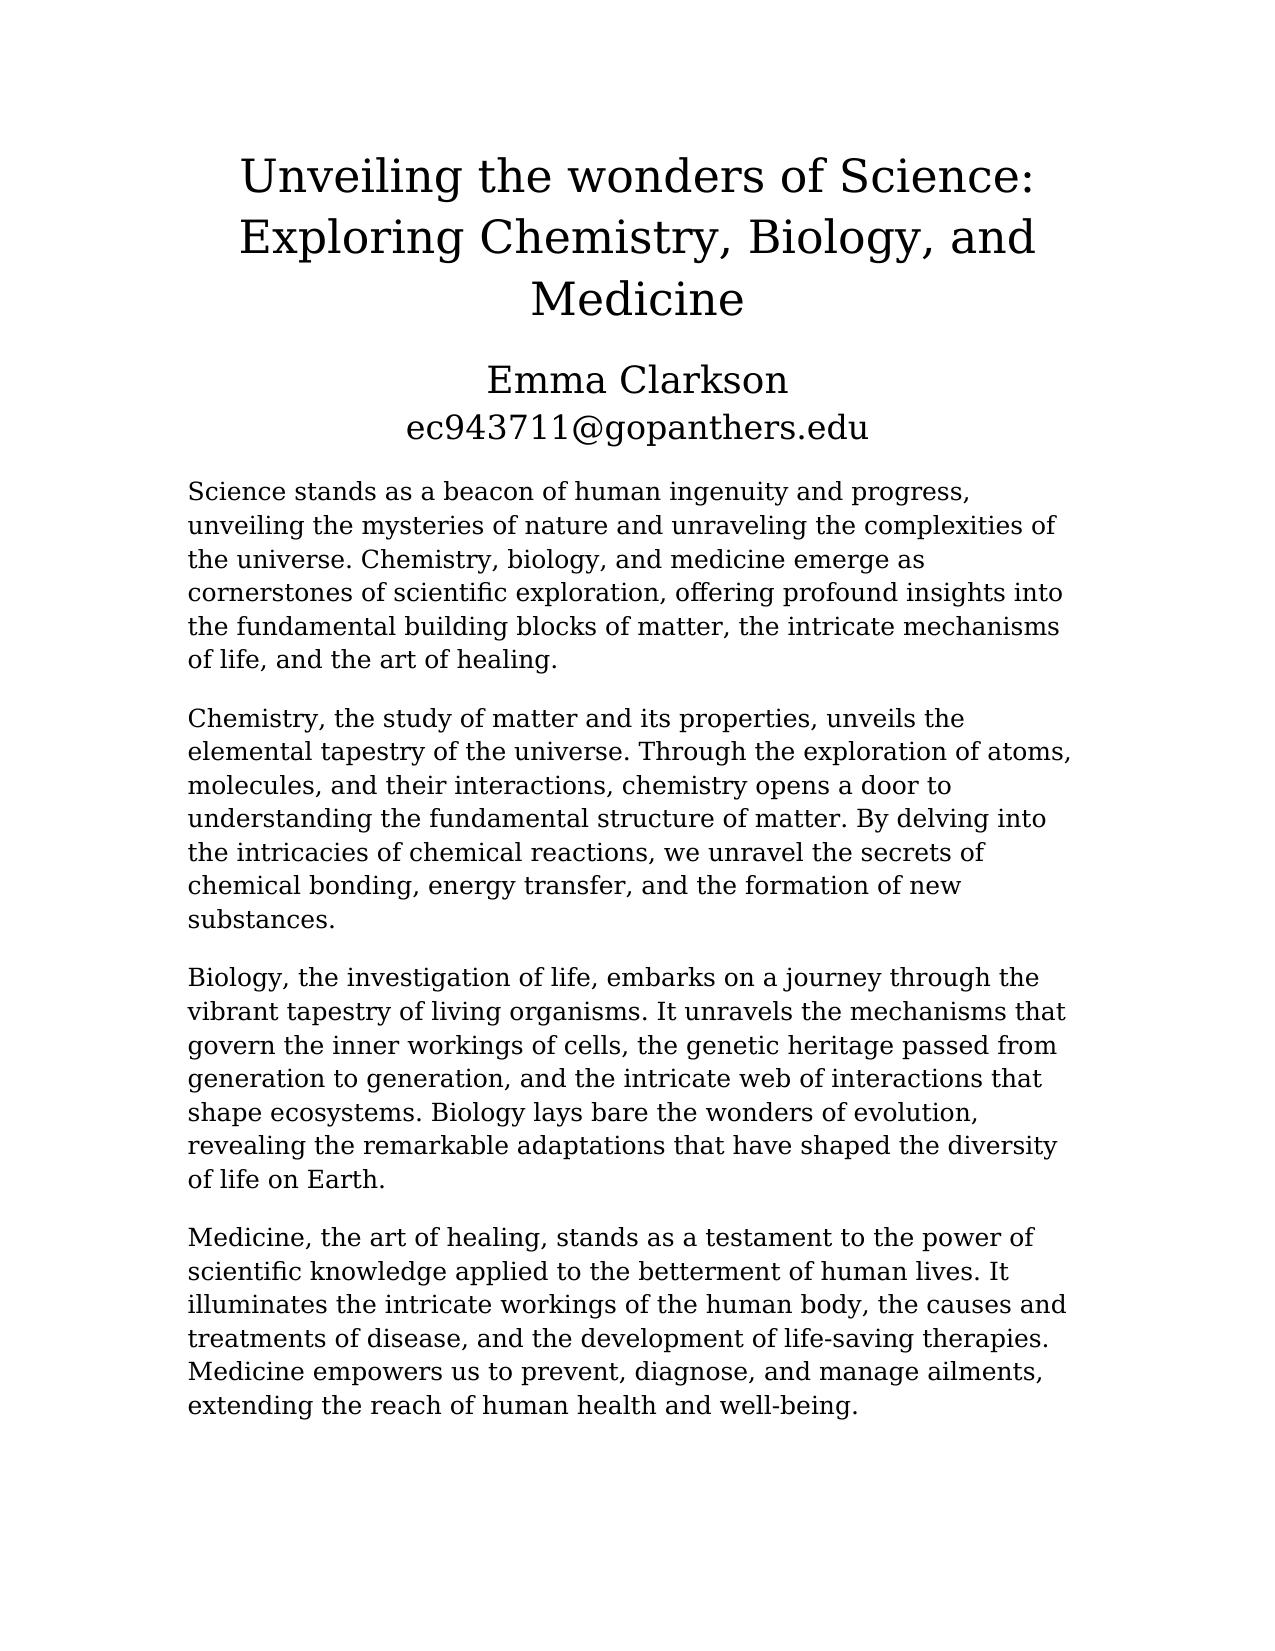 Unveiling the wonders of Science:
Exploring Chemistry, Biology, and
Medicine
Emma Clarkson
ec943711@gopanthers.edu
Science stands as a beacon of human ingenuity and progress,
unveiling the mysteries of nature and unraveling the complexities of
the universe. Chemistry, biology, and medicine emerge as
cornerstones of scientific exploration, offering profound insights into
the fundamental building blocks of matter, the intricate mechanisms
of life, and the art of healing.
Chemistry, the study of matter and its properties, unveils the
elemental tapestry of the universe. Through the exploration of atoms,
molecules, and their interactions, chemistry opens a door to
understanding the fundamental structure of matter. By delving into
the intricacies of chemical reactions, we unravel the secrets of
chemical bonding, energy transfer, and the formation of new
substances.
Biology, the investigation of life, embarks on a journey through the
vibrant tapestry of living organisms. It unravels the mechanisms that
govern the inner workings of cells, the genetic heritage passed from
generation to generation, and the intricate web of interactions that
shape ecosystems. Biology lays bare the wonders of evolution,
revealing the remarkable adaptations that have shaped the diversity
of life on Earth.
Medicine, the art of healing, stands as a testament to the power of
scientific knowledge applied to the betterment of human lives. It
illuminates the intricate workings of the human body, the causes and
treatments of disease, and the development of life-saving therapies.
Medicine empowers us to prevent, diagnose, and manage ailments,
extending the reach of human health and well-being.